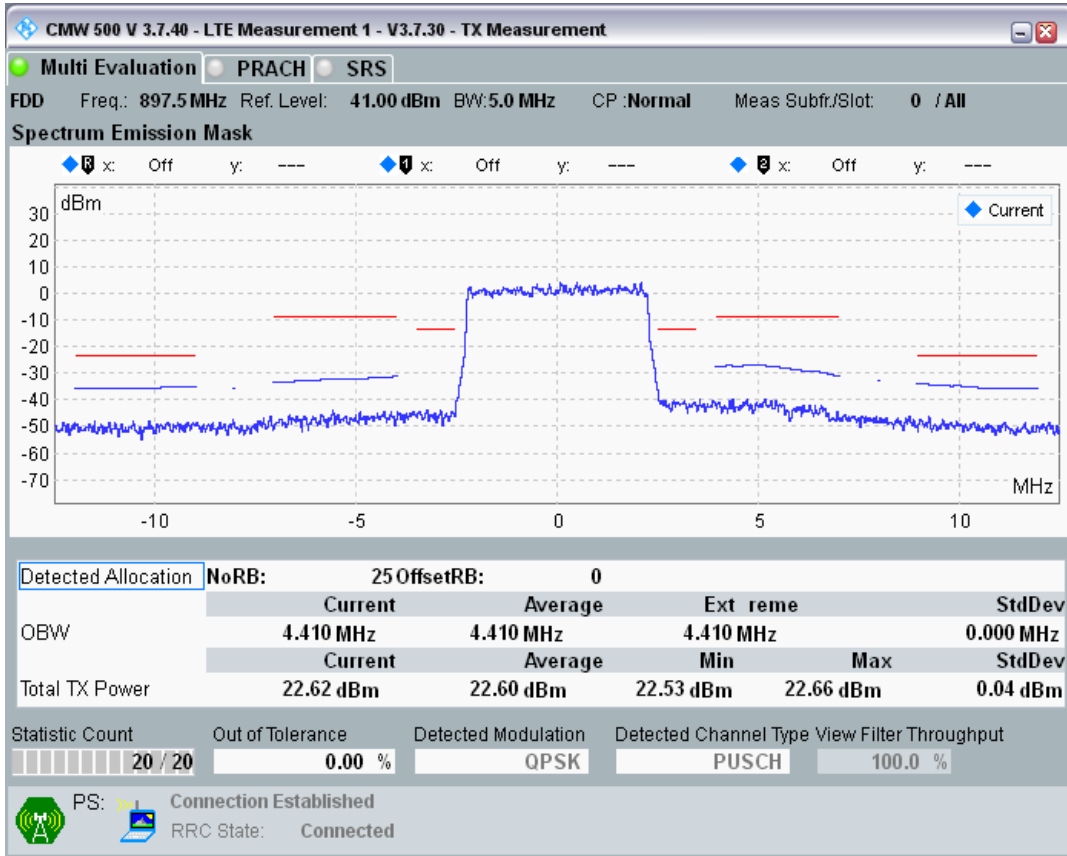 CMW 500 V 3.7.40 - LTE Measurement 1 - V3.7.30 - TX Measurement
Multi Evaluation PRACH SRS
FDD Freq.: 897.5 MHz Ref. Level: 41.00 dBm BW: 5.0 MHz CP : Normal Meas Subfr./Slot: 0 / All
Spectrum Emission Mask
R x: Off y: --- 1 x: Off y: --- 2 x: Off y: ---
dBm
Current
30
20
10
0
-10
-20
-30
-40
-50
-60
-70
MHz
-10 -5 0 5 10
Detected Allocation NoRB: 25 OffsetRB: 0
Current Average Ext reme StdDev
OBW 4.410 MHz 4.410 MHz 4.410 MHz 0.000 MHz
Current Average Min Max StdDev
Total TX Power 22.62 dBm 22.60 dBm 22.53 dBm 22.66 dBm 0.04 dBm
Statistic Count Out of Tolerance Detected Modulation Detected Channel Type View Filter Throughput
20 / 20 0.00 % QPSK PUSCH 100.0 %
PS: Connection Established
RRC State: Connected